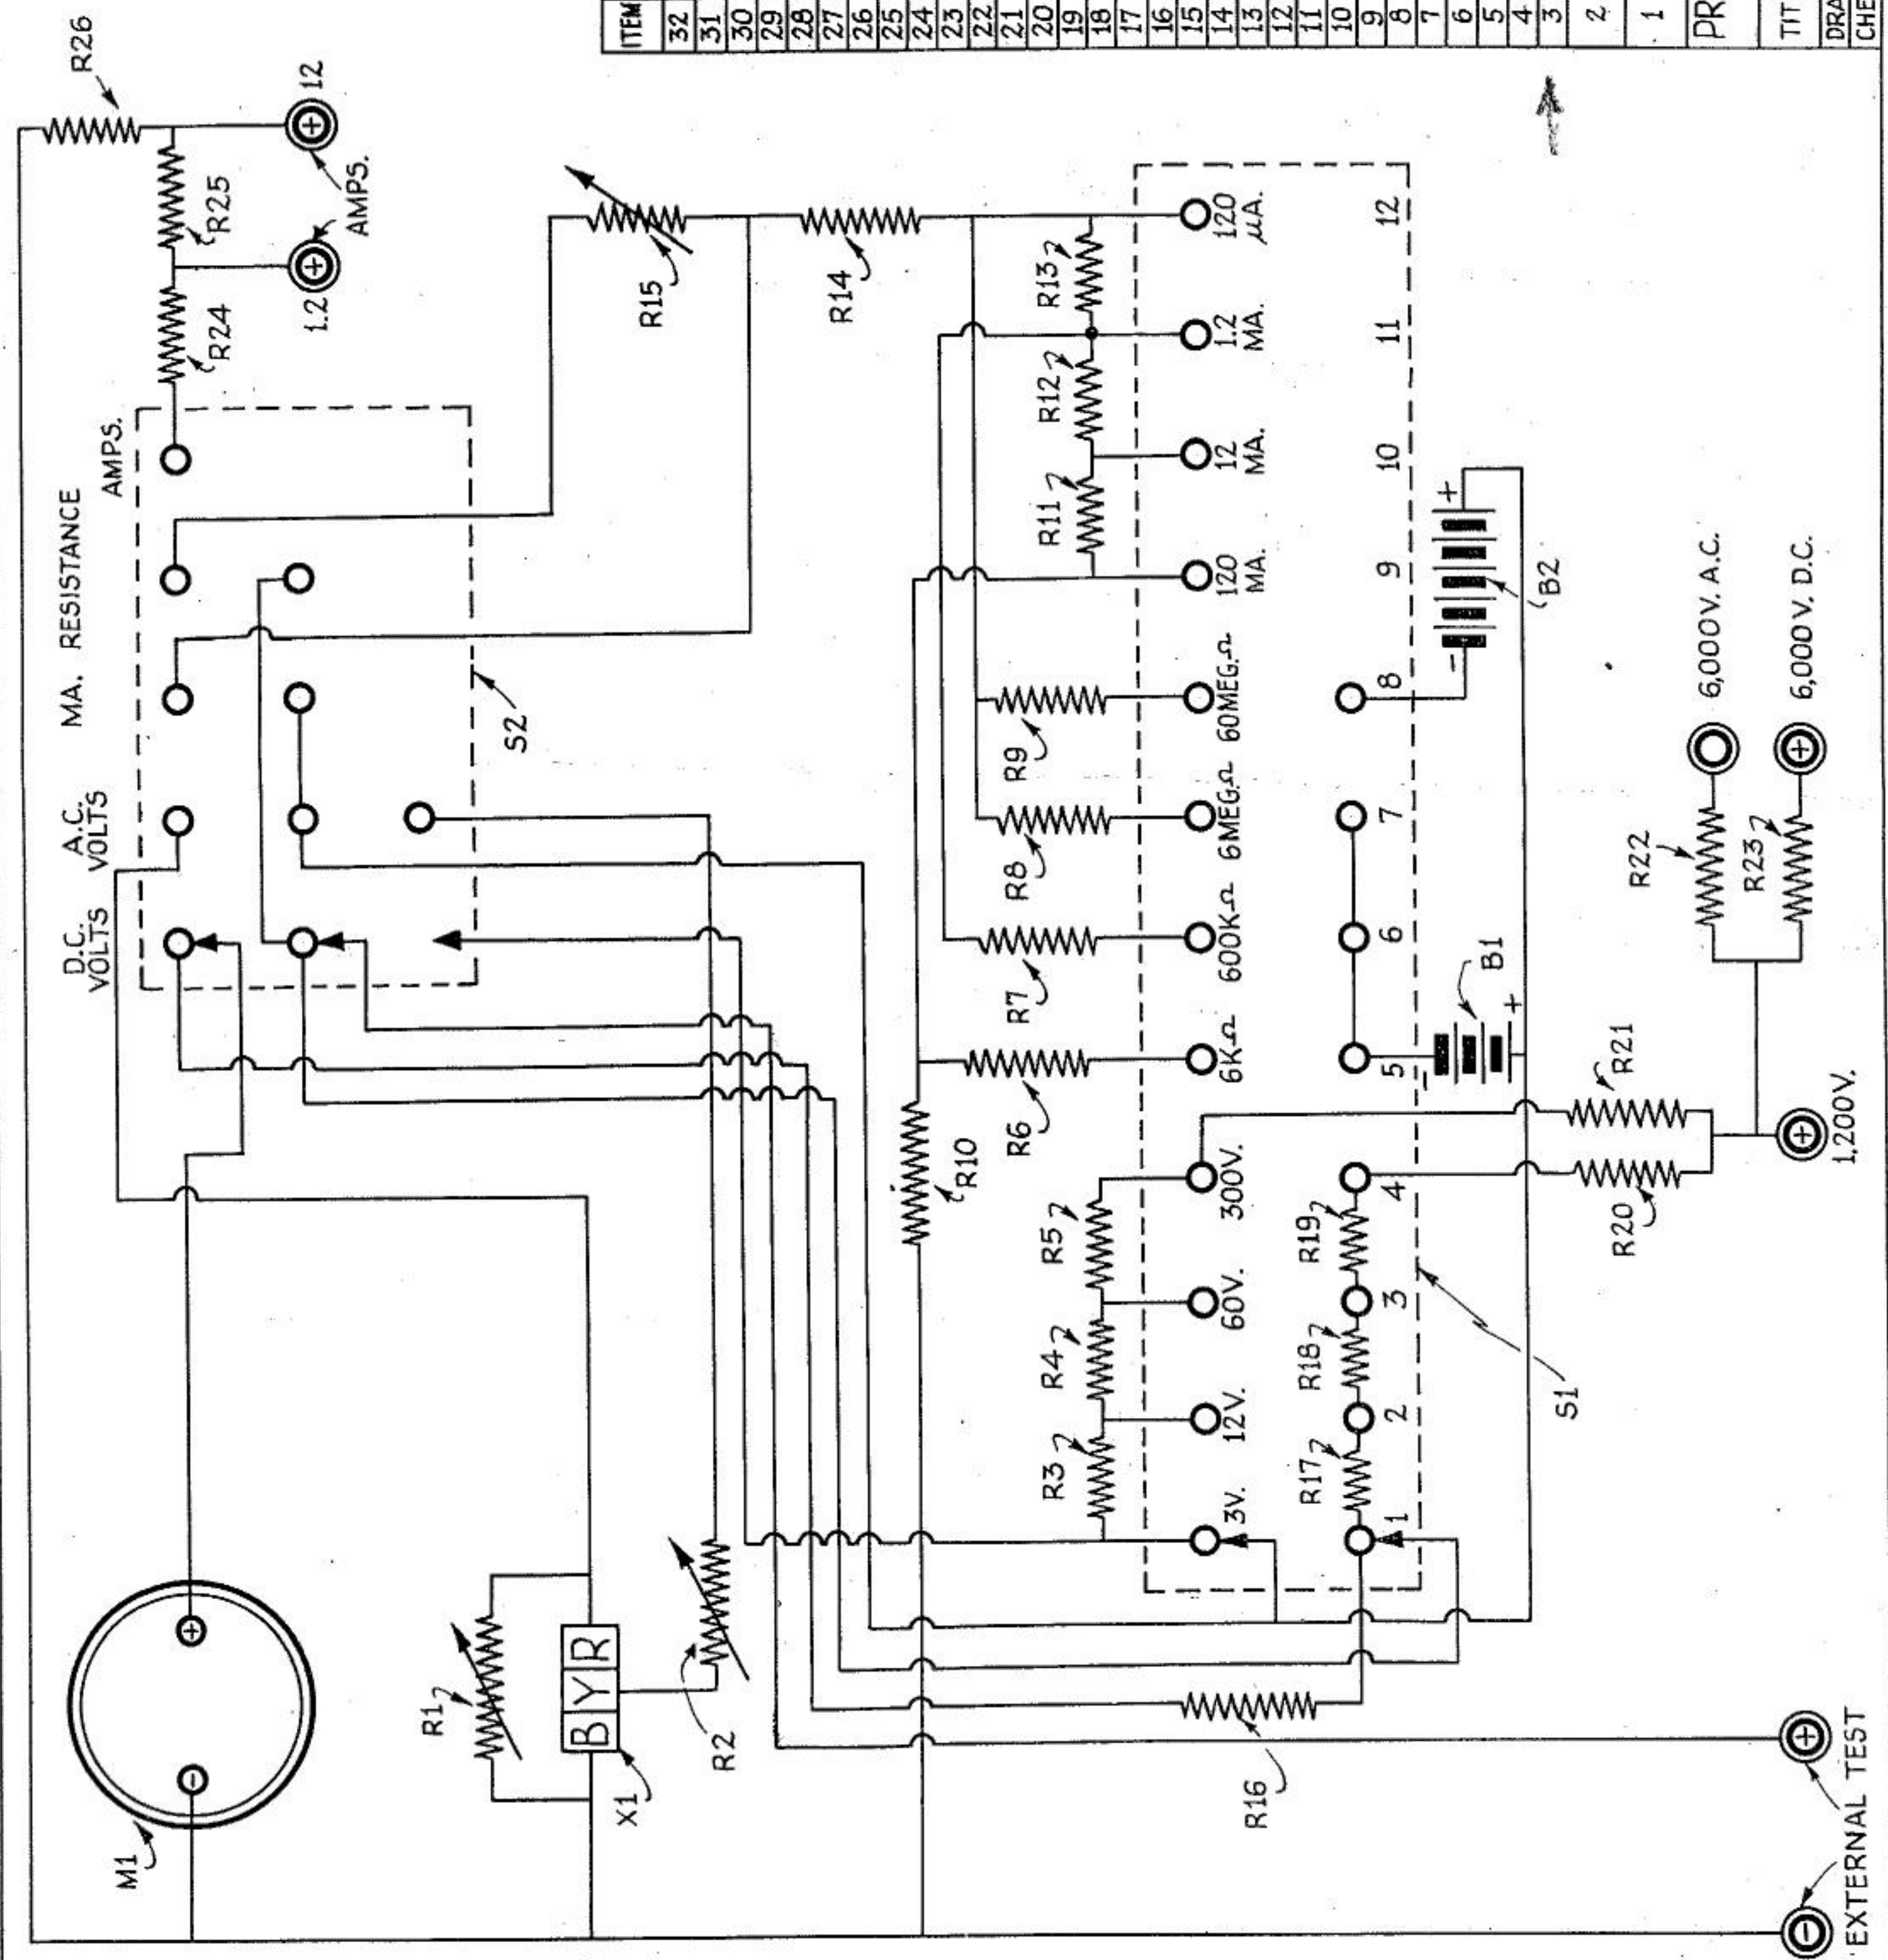 R26
12
AMPS.
R25
1.2
R24
AMPS.
MA. RESISTANCE
A.C.
VOLTS
D.C.
VOLTS
S2
R15
R14
R13
R12
R11
120
μA.
1.2
MA.
12
MA.
120
MA.
60MEG.Ω
6MEG.Ω
600K-Ω
6KΩ
300V.
60V.
12V.
3V.
R9
R8
R7
R6
R10
R5
R4
R3
12
11
10
9
8
7
6
5
4
3
2
1
R19
R18
R17
S1
+
B2
-
B1
+
-
R21
R20
R22
R23
6,000V. A.C.
+ 6,000V. D.C.
+
1,200V.
M1
+
-
R1
B Y R
X1
R2
R16
+
-
EXTERNAL TEST
ITEM
32
31
30
29
28
27
26
25
24
23
22
21
20
19
18
17
16
15
14
13
12
11
10
9
8
7
6
5
4
3
2
1
PR
TIT
DRA
CHE